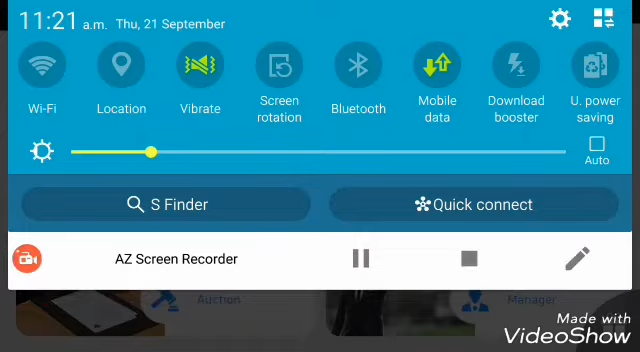 11:21 a.m. Thu, 21 September
Wi-Fi
Location
Vibrate
Screen
rotation
Bluetooth
Mobile
data
Download
booster
U. power
saving
Auto
S Finder
Quick connect
AZ Screen Recorder
Auction
Manager
Made with
VideoShow